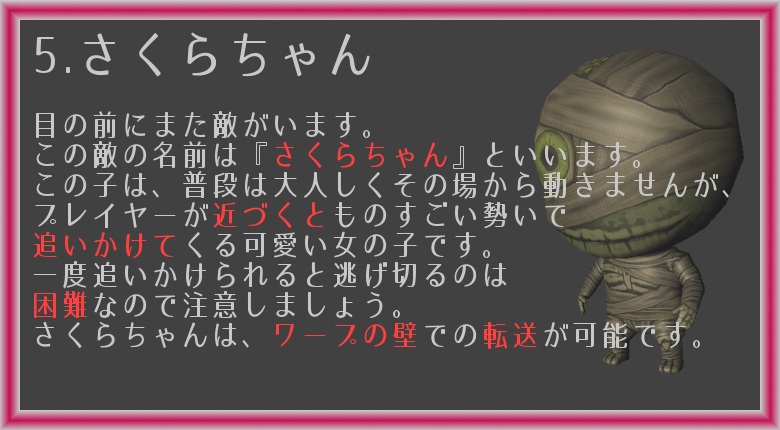 5.さくらちゃん
目の前にまた敵がいます。
この敵の名前は『さくらちゃん』といいます。
この子は、普段は大人しくその場から動きませんが、
プレイヤーが近づくとものすごい勢いで
追いかけてくる可愛い女の子です。
一度追いかけられると逃げ切るのは
困難なので注意しましょう。
さくらちゃんは、ワープの壁での転送が可能です。